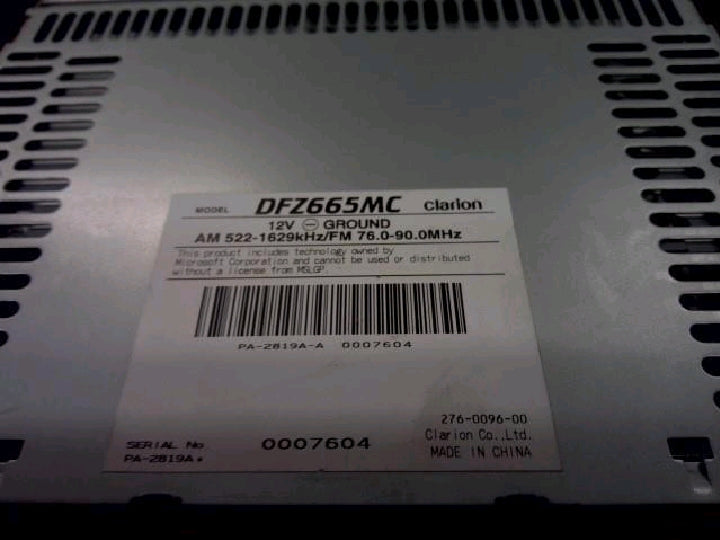 MODEL DFZ665MC clarion
12V ⊖ GROUND
AM 522-1629kHz/FM 76.0-90.0MHz
This product includes technology owned by
Microsoft Corporation and cannot be used or distributed
without a license from MSLGP
PA-2819A-A 0007604
276-0096-00
Clarion Co.,Ltd.
MADE IN CHINA
SERIAL No 0007604
PA-2819A